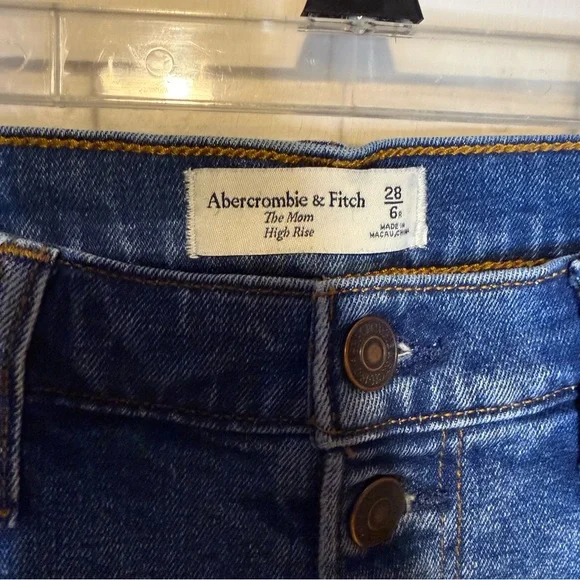 Abercrombie & Fitch
The Mom
High Rise
28
6R
MADE IN
MACAU, CHINA